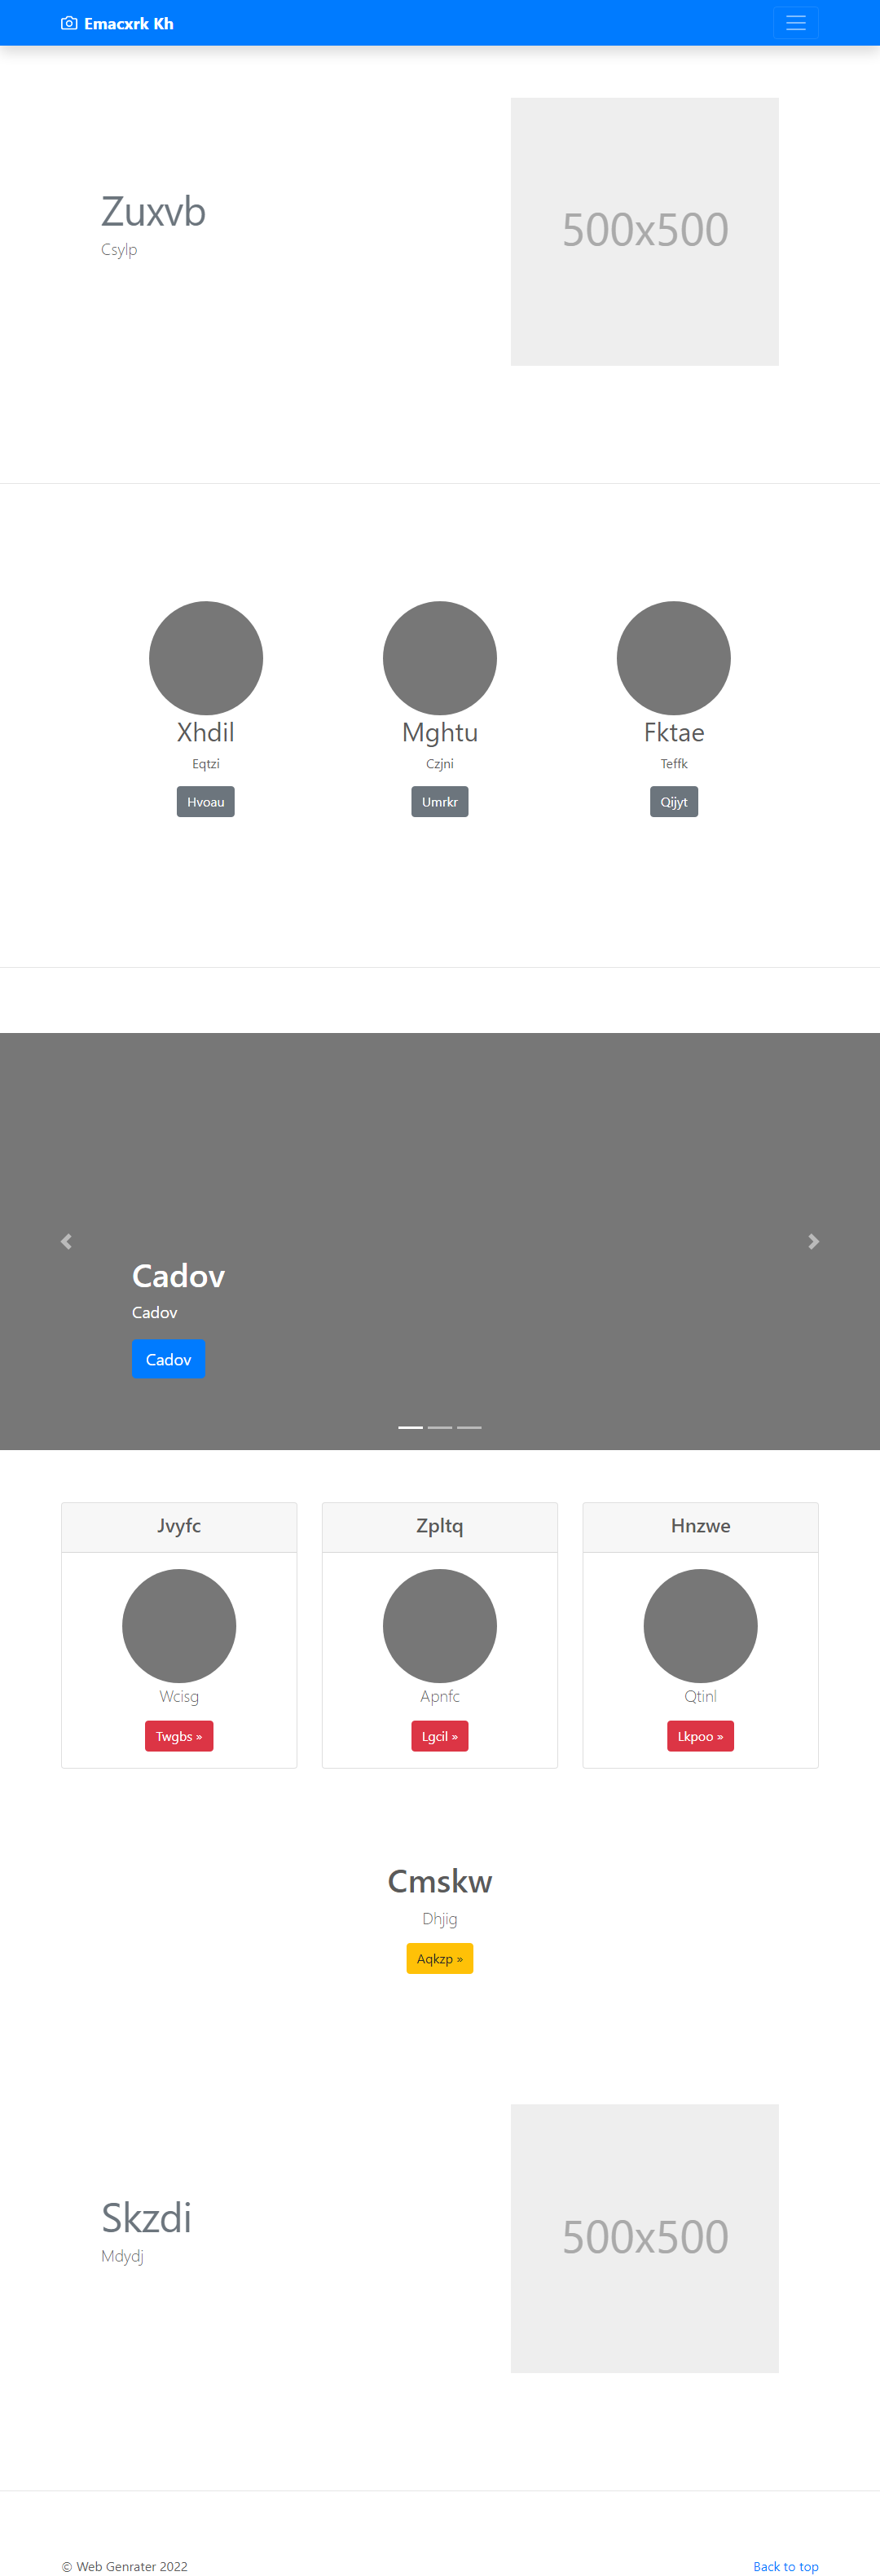 Emacxrk Kh
Zuxvb
Csylp
500x500
Xhdil
Eqtzi
Hvoau
Mghtu
Czjni
Umrkr
Fktae
Teffk
Qijyt
Cadov
Cadov
Cadov
Jvyfc
Wcisg
Twgbs »
Zpltq
Apnfc
Lgcil »
Hnzwe
Qtinl
Lkpoo »
Cmskw
Dhjig
Aqkzp »
Skzdi
Mdydj
500x500
© Web Genrater 2022
Back to top